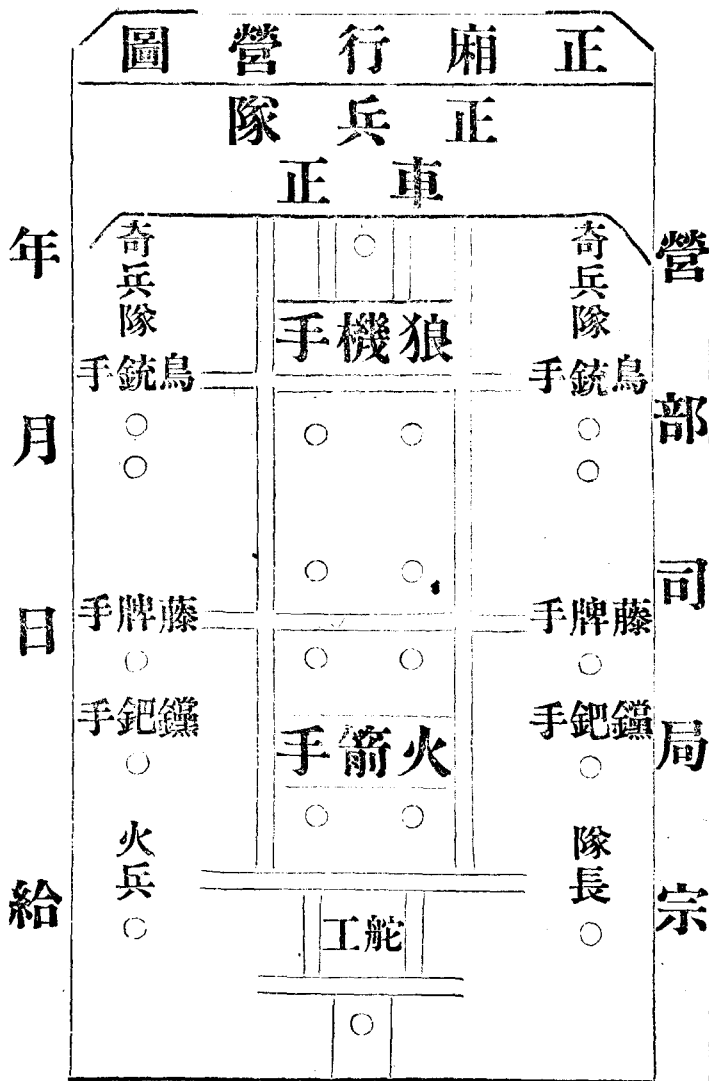 正廂行營圖
正兵隊
車正
營部司局宗
奇兵隊
鳥銃手
藤牌手
鑞鈀手
隊長
狼機手
火箭手
舵工
奇兵隊
鳥銃手
藤牌手
鑞鈀手
火兵
年月日給